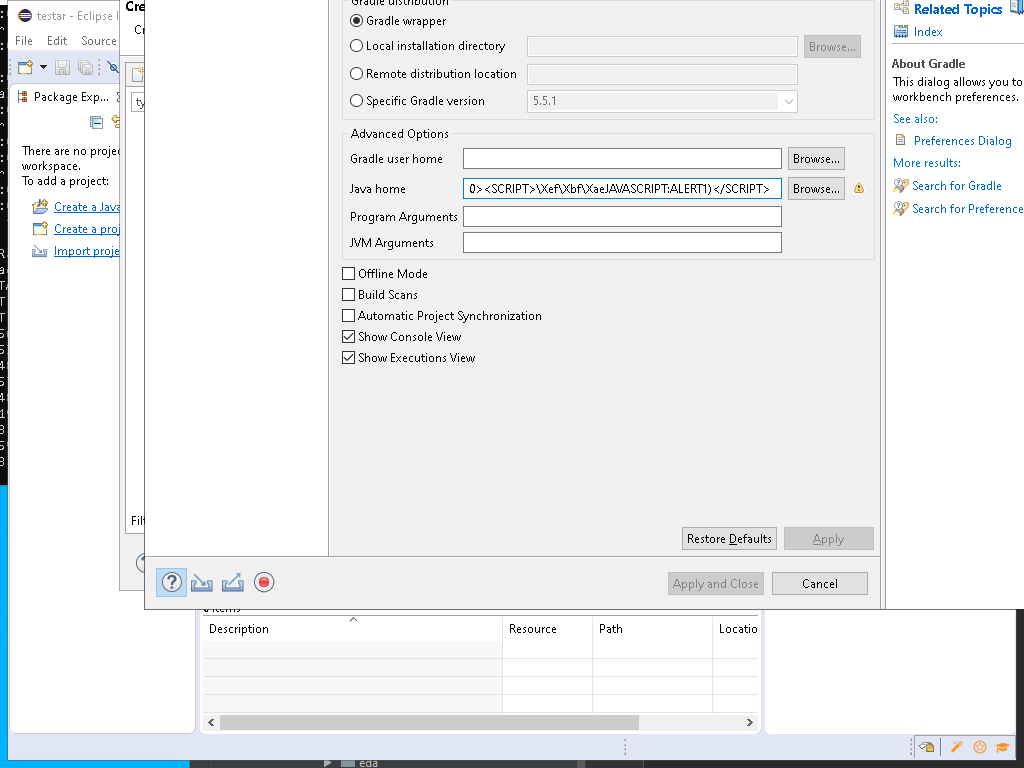 testar - Eclipse I
Cre
File Edit Source
Cr
Package Exp...
ty
There are no proje
workspace.
To add a project:
Create a Java
Create a proj
Import proje
Filt
Gradle distribution
Gradle wrapper
Local installation directory
Browse...
Remote distribution location
Specific Gradle version
5.5.1
Advanced Options
Gradle user home
Browse...
Java home
0><SCRIPT>\Xef\Xbf\XaeJAVASCRIPT:ALERT1)</SCRIPT>
Browse...
Program Arguments
JVM Arguments
Offline Mode
Build Scans
Automatic Project Synchronization
Show Console View
Show Executions View
Restore Defaults
Apply
Apply and Close
Cancel
Related Topics
Index
About Gradle
This dialog allows you to
workbench preferences.
See also:
Preferences Dialog
More results:
Search for Gradle
Search for Preference
items
Description Resource Path Locatio
eda